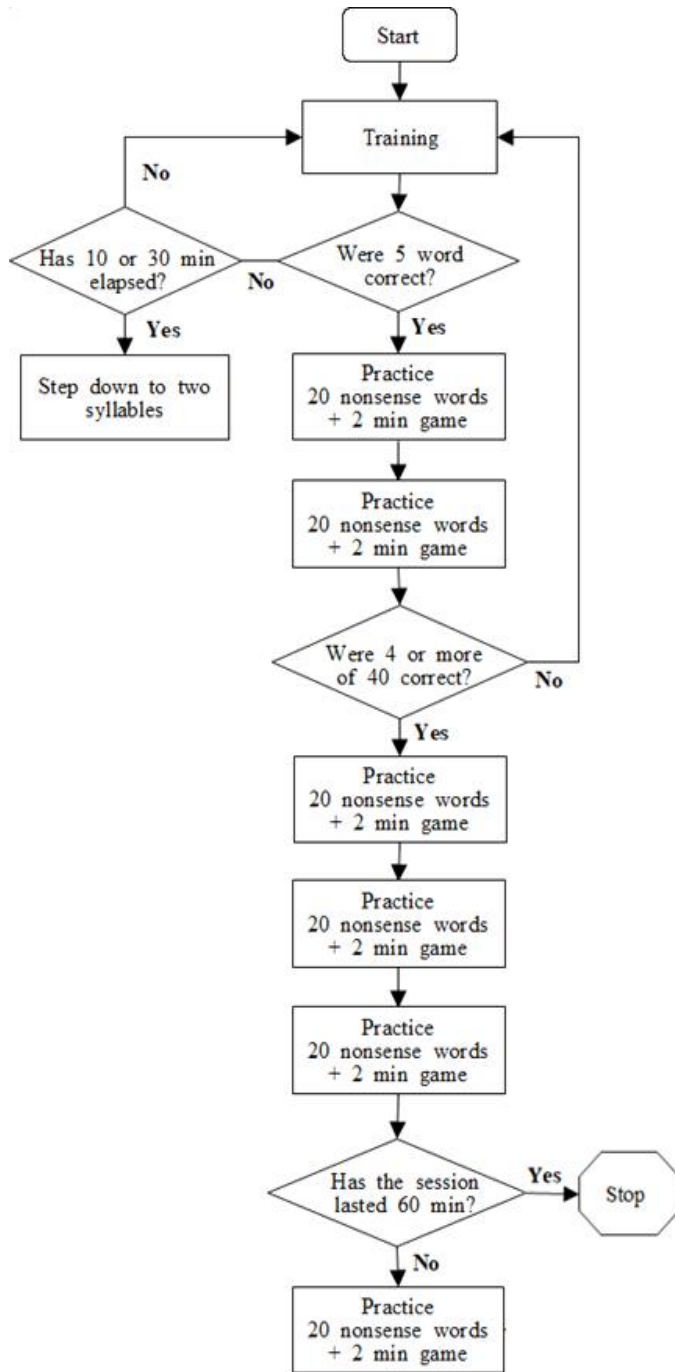 Start
Training
No
Has 10 or 30 min
elapsed?
No
Were 5 word
correct?
Yes
Yes
Step down to two
syllables
Practice
20 nonsense words
+ 2 min game
Practice
20 nonsense words
+ 2 min game
Were 4 or more
of 40 correct?
No
Yes
Practice
20 nonsense words
+ 2 min game
Practice
20 nonsense words
+ 2 min game
Practice
20 nonsense words
+ 2 min game
Has the session
lasted 60 min?
Yes
Stop
No
Practice
20 nonsense words
+ 2 min game